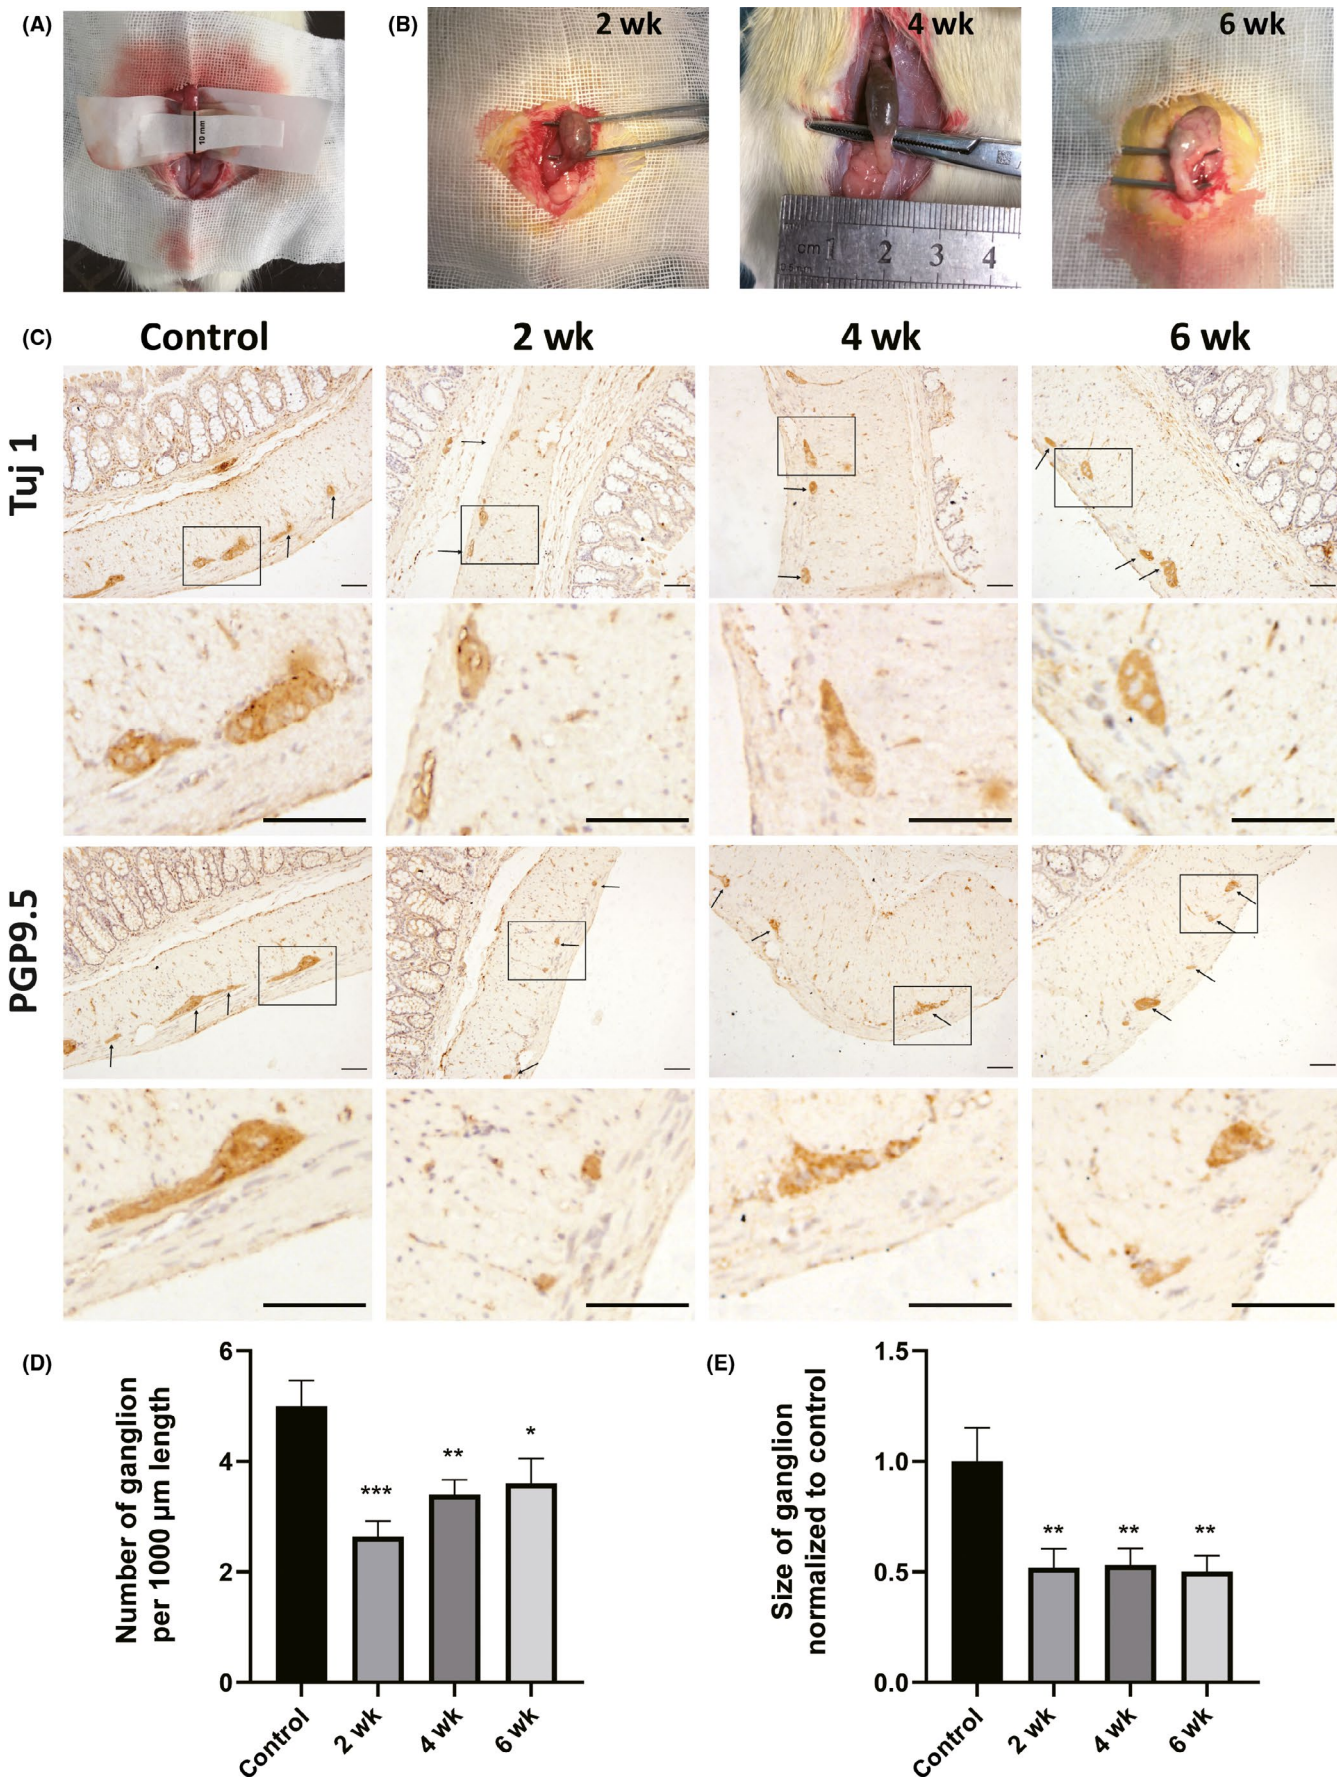 (A)
10 mm
(B)
2 wk
4 wk
6 wk
cm 1 2 3 4
0.5mm
(C)
Control
2 wk
4 wk
6 wk
Tuj 1
PGP9.5
(D)
Number of ganglion
per 1000 µm length
6
4
2
0
***
**
*
Control
2 wk
4 wk
6 wk
(E)
Size of ganglion
normalized to control
1.5
1.0
0.5
0.0
**
**
**
Control
2 wk
4 wk
6 wk